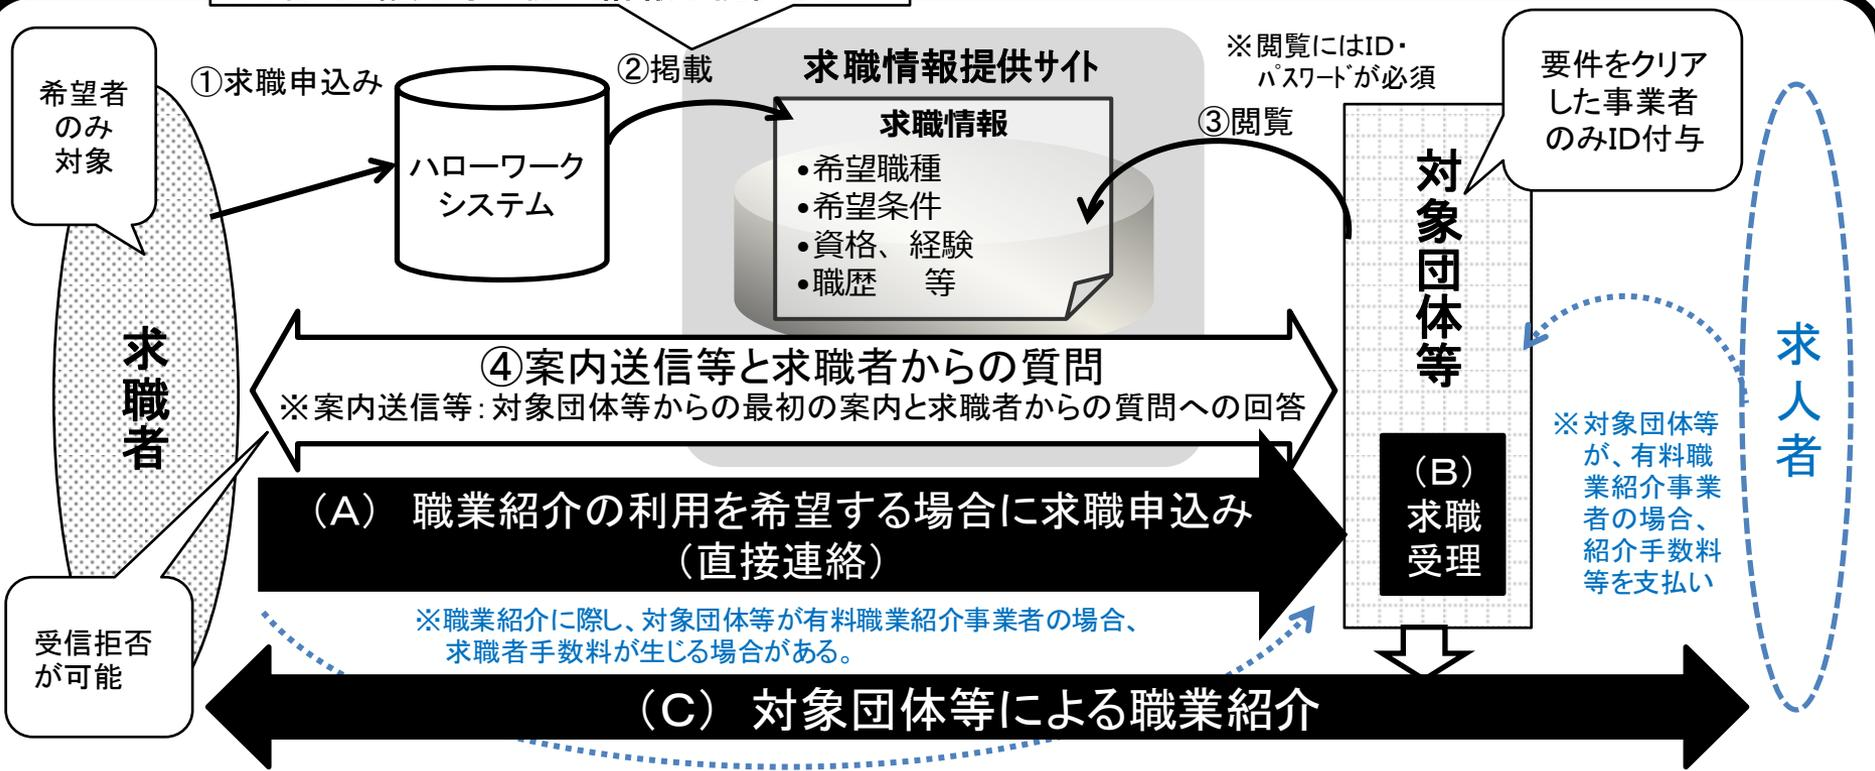 希望者
のみ
対象
①求職申込み
ハローワーク
システム
②掲載
求職情報提供サイト
求職情報
•希望職種
•希望条件
•資格、経験
•職歴　等
③閲覧
※閲覧にはID・
ﾊﾟｽﾜｰﾄﾞが必須
要件をクリア
した事業者
のみID付与
対象団体等
求職者
求人者
④案内送信等と求職者からの質問
※案内送信等：対象団体等からの最初の案内と求職者からの質問への回答
（A）　職業紹介の利用を希望する場合に求職申込み
（直接連絡）
（B）
求職
受理
※対象団体等
が、有料職
業紹介事業
者の場合、
紹介手数料
等を支払い
※職業紹介に際し、対象団体等が有料職業紹介事業者の場合、
求職者手数料が生じる場合がある。
受信拒否
が可能
（C）　対象団体等による職業紹介